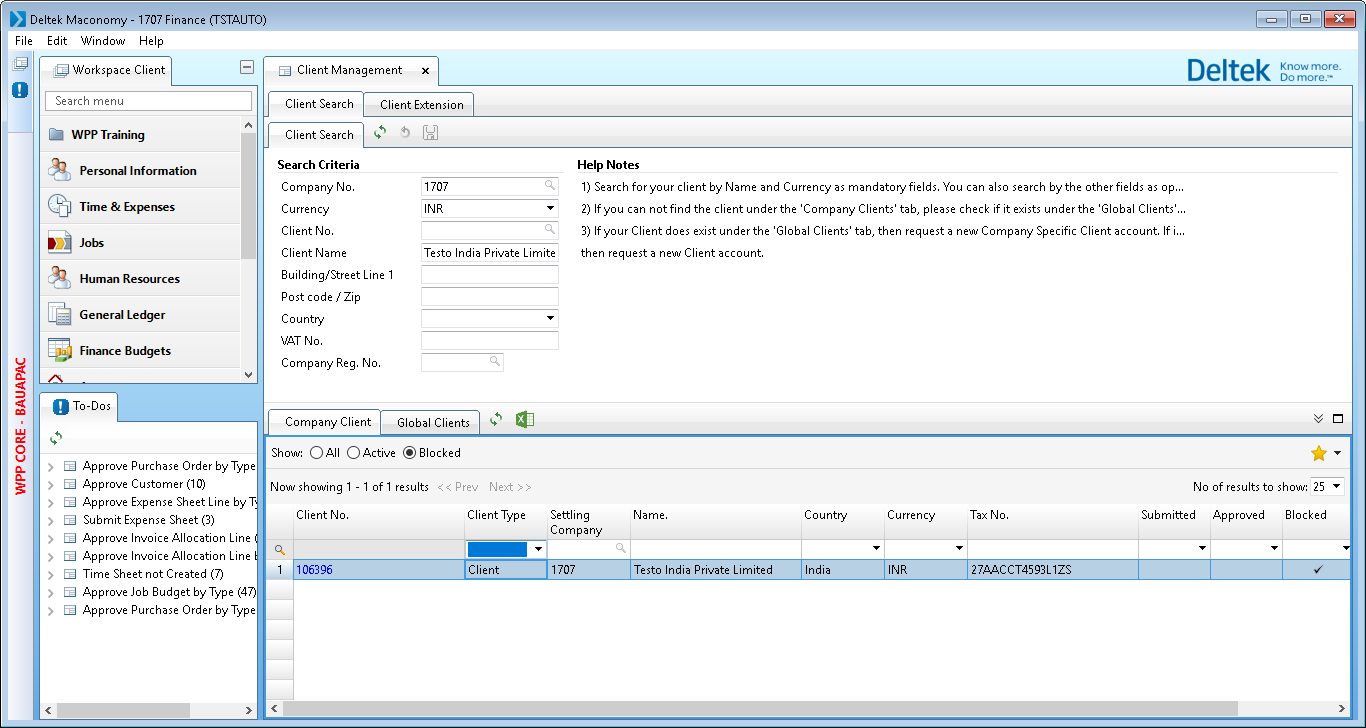 Deltek Maconomy - 1707 Finance (TSTAUTO)
File Edit Window Help
WPP CORE - BAUAPAC
Workspace Client
Search menu
WPP Training
Personal Information
Time & Expenses
Jobs
Human Resources
General Ledger
Finance Budgets
To-Dos
Approve Purchase Order by Type
Approve Customer (10)
Approve Expense Sheet Line by Ty
Submit Expense Sheet (3)
Approve Invoice Allocation Line (
Approve Invoice Allocation Line b
Time Sheet not Created (7)
Approve Job Budget by Type (47)
Approve Purchase Order by Type
Client Management
Deltek Know more.
Do more.™
Client Search Client Extension
Client Search
Search Criteria
Company No. 1707
Currency INR
Client No.
Client Name Testo India Private Limite
Building/Street Line 1
Post code / Zip
Country
VAT No.
Company Reg. No.
Help Notes
1) Search for your client by Name and Currency as mandatory fields. You can also search by the other fields as op...
2) If you can not find the client under the 'Company Clients' tab, please check if it exists under the 'Global Clients'...
3) If your Client does exist under the 'Global Clients' tab, then request a new Company Specific Client account. If i...
then request a new Client account.
Company Client Global Clients
Show: All Active Blocked
Now showing 1 - 1 of 1 results << Prev Next >> No of results to show: 25
Client No. Client Type Settling Company Name. Country Currency Tax No. Submitted Approved Blocked
1 106396 Client 1707 Testo India Private Limited India INR 27AACCT4593L1ZS